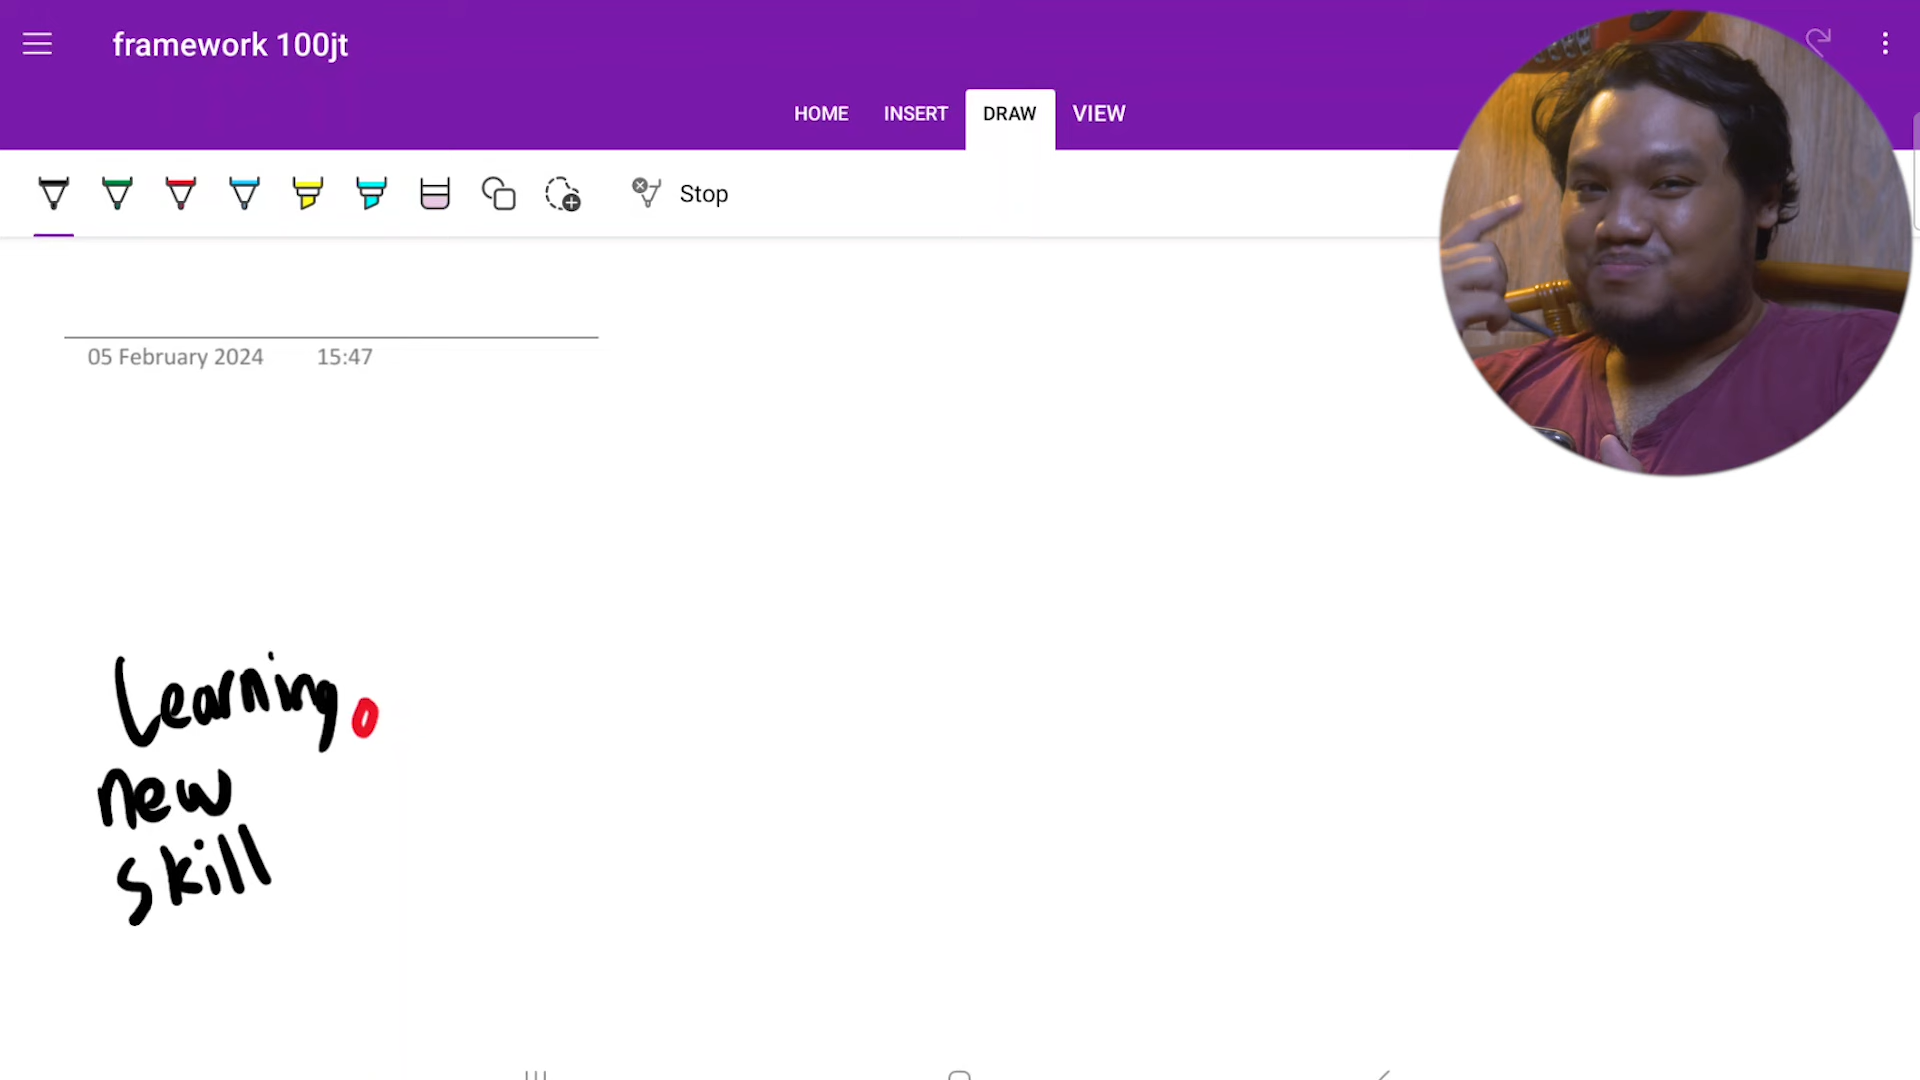 framework 100jt
HOME INSERT DRAW VIEW
Stop
05 February 2024 15:47
Learning
new
skill